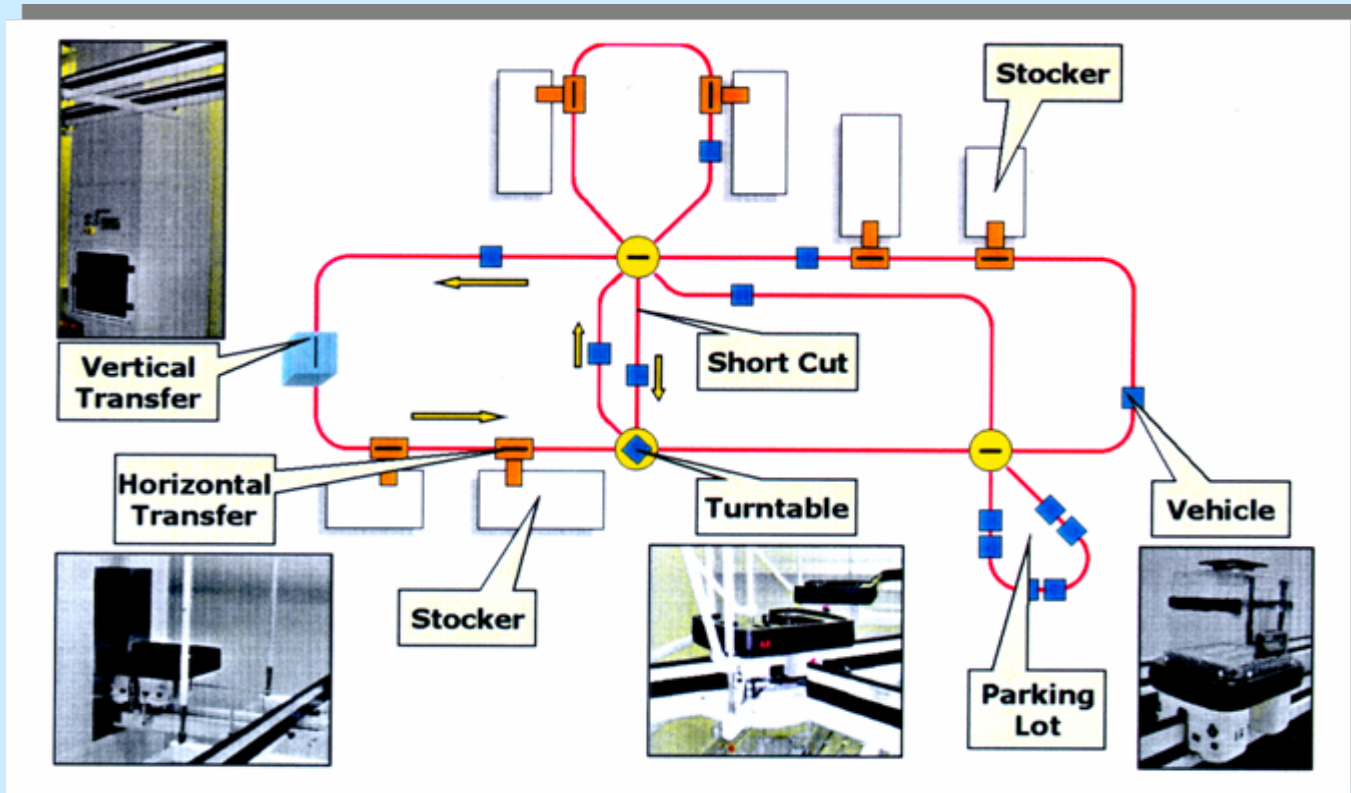 Stocker
Vertical
Transfer
Short Cut
Horizontal
Transfer
Turntable
Vehicle
Stocker
Parking
Lot